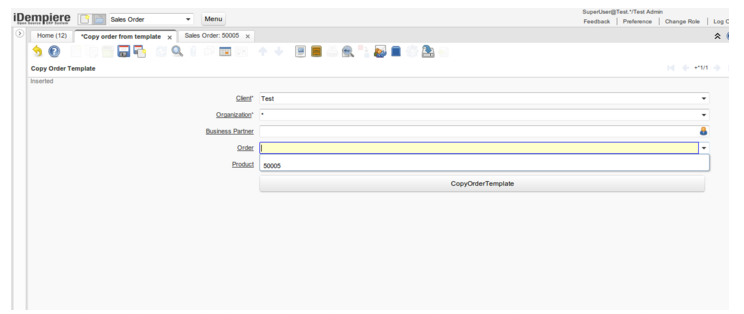 iDempiere Sales Order Menu
Open Source ERP System
SuperUser@Test.*/Test Admin
Feedback | Preference | Change Role | Log O
Home (12) *Copy order from template x Sales Order: 50005 x
Copy Order Template +*1/1
Inserted
Client* Test
Organization* *
Business Partner
Order
Product 50005
CopyOrderTemplate